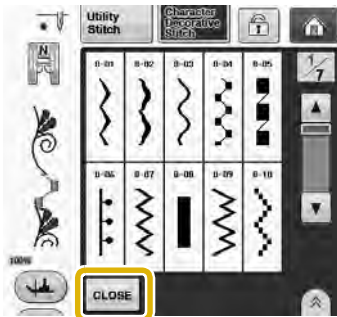 Utility
Stitch
Character
Decorative
Stitch
N
1/7
8-01 8-02 8-03 8-04 8-05
8-06 8-07 8-08 8-09 8-10
100%
CLOSE